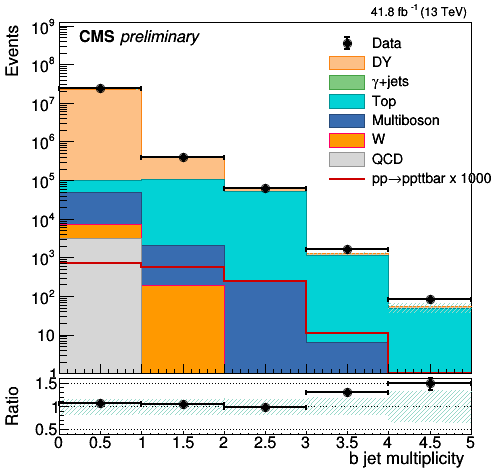 41.8 fb⁻¹ (13 TeV)
CMS preliminary
Events
10⁹
10⁸
10⁷
10⁶
10⁵
10⁴
10³
10²
10
1
Data
DY
γ+jets
Top
Multiboson
W
QCD
pp→ppttbar x 1000
Ratio
1.5
1
0.5
0 0.5 1 1.5 2 2.5 3 3.5 4 4.5 5
b jet multiplicity